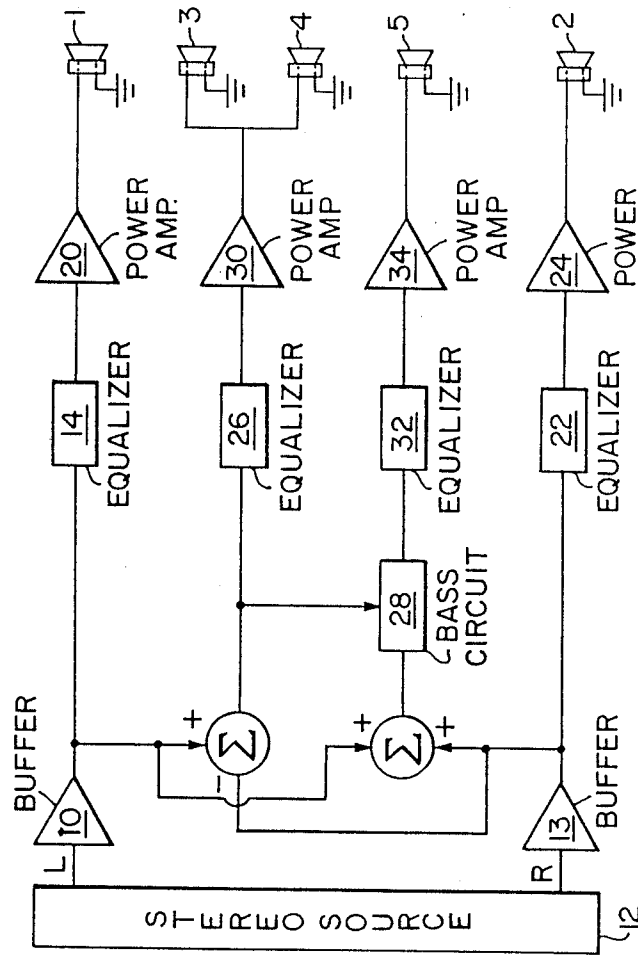 STEREO SOURCE
12
L
R
BUFFER
10
13
BUFFER
+
-
Σ
+
Σ
+
28
BASS
CIRCUIT
14
EQUALIZER
26
EQUALIZER
32
EQUALIZER
22
EQUALIZER
20
POWER
AMP.
30
POWER
AMP
34
POWER
AMP
24
POWER
1
3
4
5
2